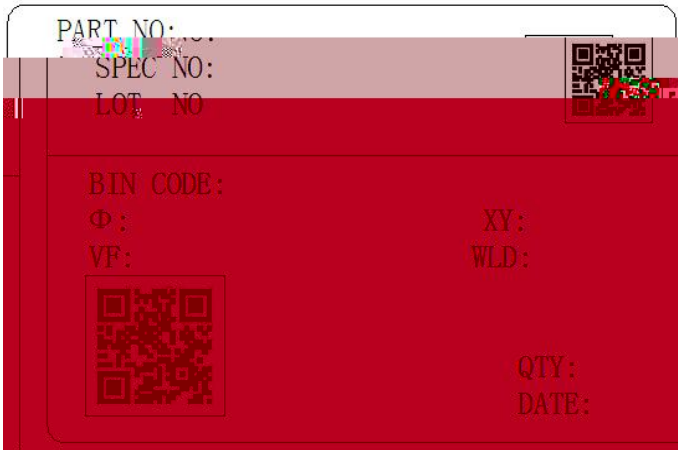 PART NO:
SPEC NO:
LOT NO
BIN CODE:
Φ: XY:
VF: WLD:
QTY:
DATE: